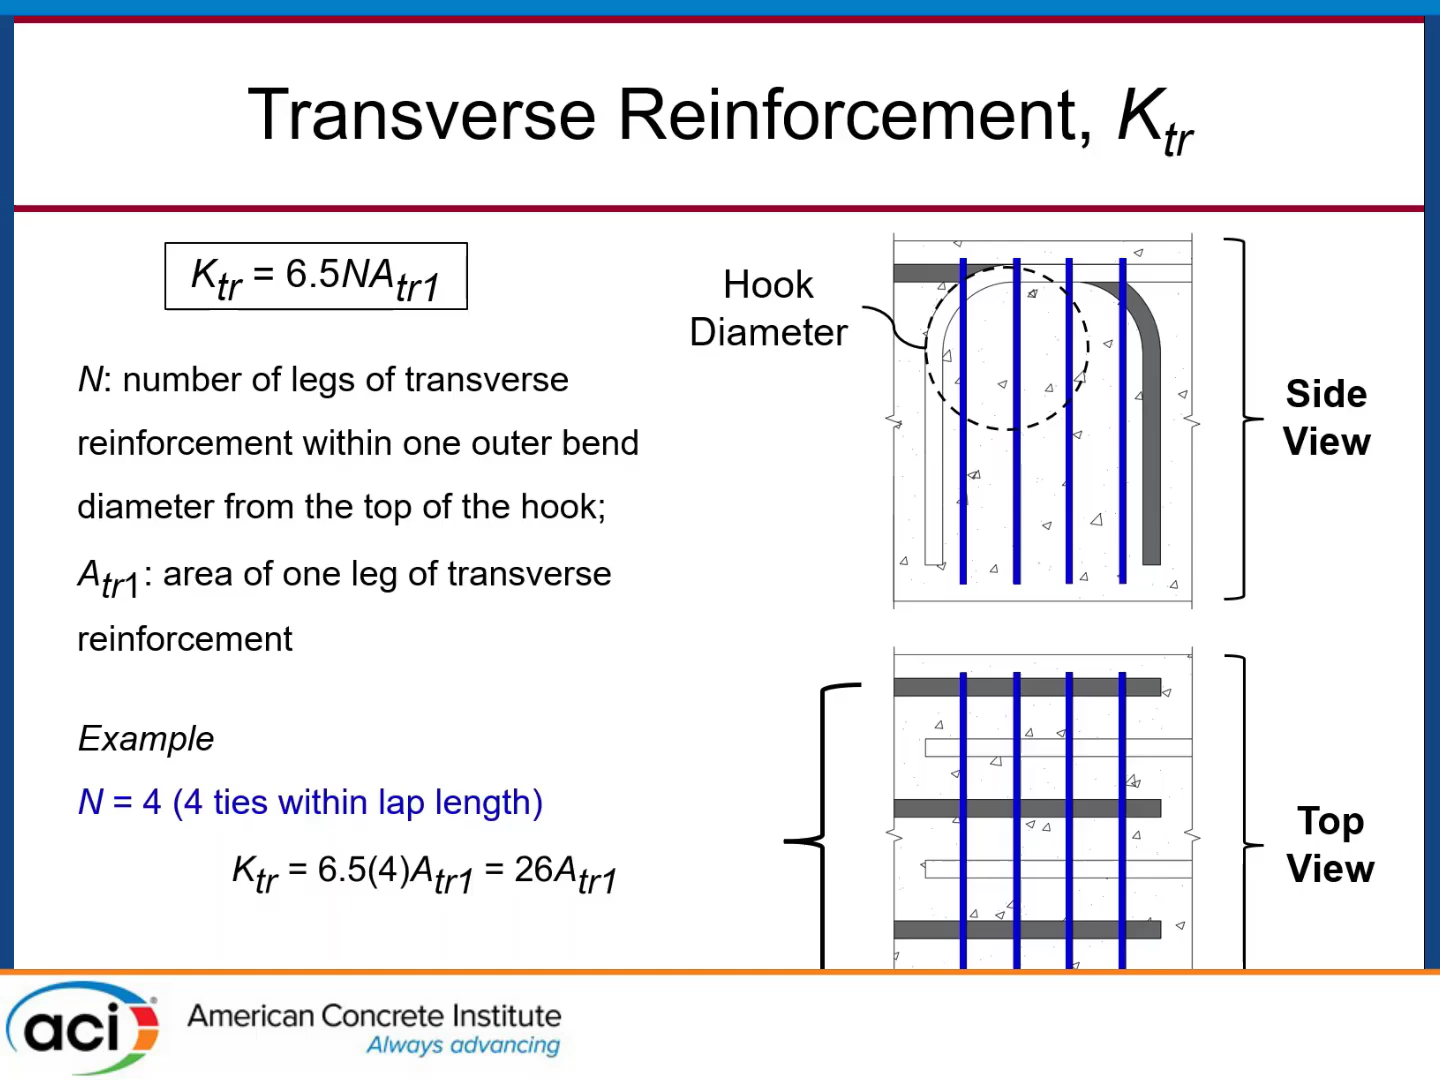 Transverse Reinforcement, Ktr
Ktr = 6.5NAtr1
N: number of legs of transverse
reinforcement within one outer bend
diameter from the top of the hook;
Atr1: area of one leg of transverse
reinforcement
Example
N = 4 (4 ties within lap length)
Ktr = 6.5(4)Atr1 = 26Atr1
Hook
Diameter
Side
View
Top
View
aci®
American Concrete Institute
Always advancing